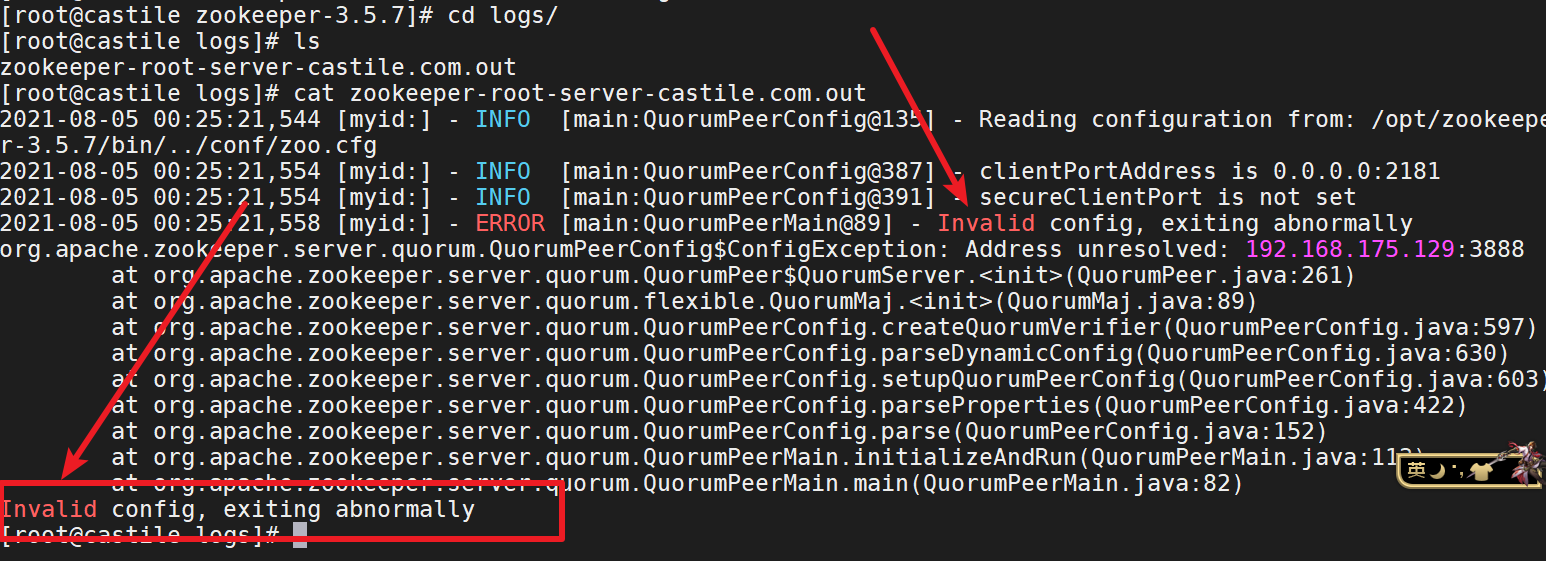 [root@castile zookeeper-3.5.7]# cd logs/
[root@castile logs]# ls
zookeeper-root-server-castile.com.out
[root@castile logs]# cat zookeeper-root-server-castile.com.out
2021-08-05 00:25:21,544 [myid:] - INFO  [main:QuorumPeerConfig@135] - Reading configuration from: /opt/zookeepe
r-3.5.7/bin/../conf/zoo.cfg
2021-08-05 00:25:21,554 [myid:] - INFO  [main:QuorumPeerConfig@387] - clientPortAddress is 0.0.0.0:2181
2021-08-05 00:25:21,554 [myid:] - INFO  [main:QuorumPeerConfig@391] - secureClientPort is not set
2021-08-05 00:25:21,558 [myid:] - ERROR [main:QuorumPeerMain@89] - Invalid config, exiting abnormally
org.apache.zookeeper.server.quorum.QuorumPeerConfig$ConfigException: Address unresolved: 192.168.175.129:3888
        at org.apache.zookeeper.server.quorum.QuorumPeer$QuorumServer.<init>(QuorumPeer.java:261)
        at org.apache.zookeeper.server.quorum.flexible.QuorumMaj.<init>(QuorumMaj.java:89)
        at org.apache.zookeeper.server.quorum.QuorumPeerConfig.createQuorumVerifier(QuorumPeerConfig.java:597)
        at org.apache.zookeeper.server.quorum.QuorumPeerConfig.parseDynamicConfig(QuorumPeerConfig.java:630)
        at org.apache.zookeeper.server.quorum.QuorumPeerConfig.setupQuorumPeerConfig(QuorumPeerConfig.java:603)
        at org.apache.zookeeper.server.quorum.QuorumPeerConfig.parseProperties(QuorumPeerConfig.java:422)
        at org.apache.zookeeper.server.quorum.QuorumPeerConfig.parse(QuorumPeerConfig.java:152)
        at org.apache.zookeeper.server.quorum.QuorumPeerMain.initializeAndRun(QuorumPeerMain.java:113)
英
        at org.apache.zookeeper.server.quorum.QuorumPeerMain.main(QuorumPeerMain.java:82)
Invalid config, exiting abnormally
[root@castile logs]#